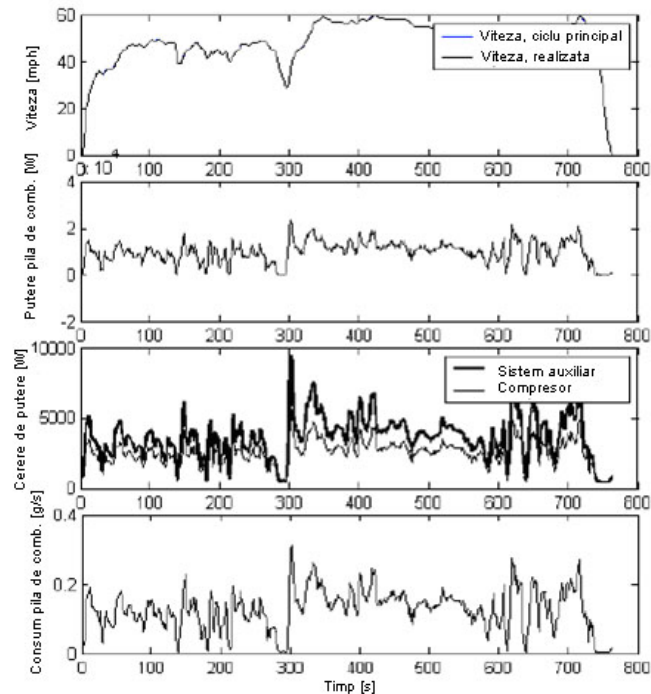 60
40
20
0
Viteza [mph]
Viteza, ciclu principal
Viteza, realizata
0 100 200 300 400 500 600 700 800
x 10
4
4
2
0
-2
Putere pila de comb. [W]
0 100 200 300 400 500 600 700 800
10000
5000
0
Cerere de putere [W]
Sistem auxiliar
Compresor
0 100 200 300 400 500 600 700 800
0.4
0.2
0
Consum pila de comb. [g/s]
0 100 200 300 400 500 600 700 800
Timp [s]